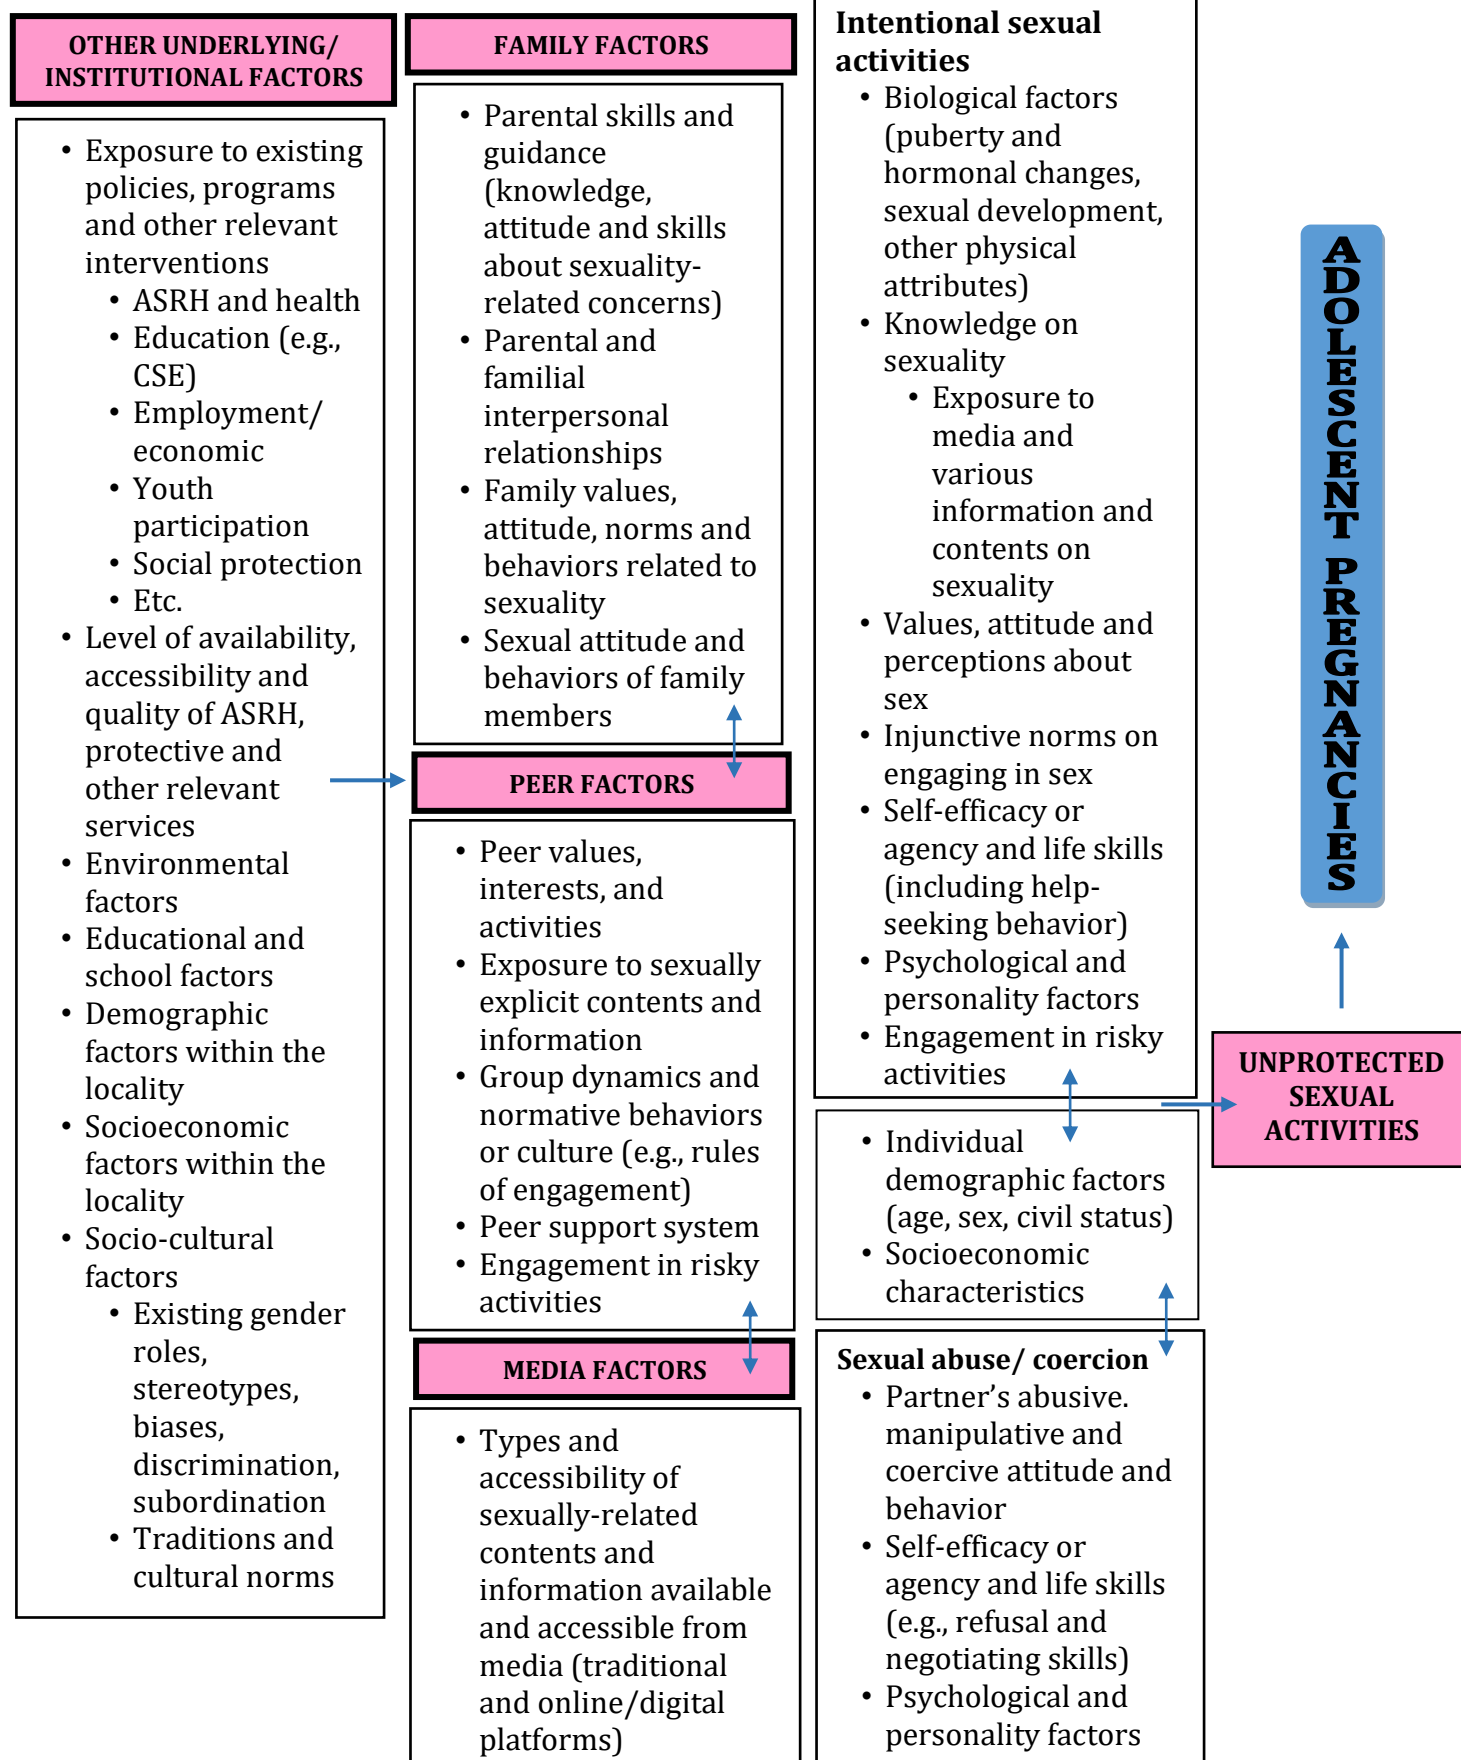 OTHER UNDERLYING/
INSTITUTIONAL FACTORS
• Exposure to existing
policies, programs
and other relevant
interventions
• ASRH and health
• Education (e.g.,
CSE)
• Employment/
economic
• Youth
participation
• Social protection
• Etc.
• Level of availability,
accessibility and
quality of ASRH,
protective and
other relevant
services
• Environmental
factors
• Educational and
school factors
• Demographic
factors within the
locality
• Socioeconomic
factors within the
locality
• Socio-cultural
factors
• Existing gender
roles,
stereotypes,
biases,
discrimination,
subordination
• Traditions and
cultural norms
FAMILY FACTORS
• Parental skills and
guidance
(knowledge,
attitude and skills
about sexuality-
related concerns)
• Parental and
familial
interpersonal
relationships
• Family values,
attitude, norms and
behaviors related to
sexuality
• Sexual attitude and
behaviors of family
members
PEER FACTORS
• Peer values,
interests, and
activities
• Exposure to sexually
explicit contents and
information
• Group dynamics and
normative behaviors
or culture (e.g., rules
of engagement)
• Peer support system
• Engagement in risky
activities
MEDIA FACTORS
• Types and
accessibility of
sexually-related
contents and
information available
and accessible from
media (traditional
and online/digital
platforms)
Intentional sexual
activities
• Biological factors
(puberty and
hormonal changes,
sexual development,
other physical
attributes)
• Knowledge on
sexuality
• Exposure to
media and
various
information and
contents on
sexuality
• Values, attitude and
perceptions about
sex
• Injunctive norms on
engaging in sex
• Self-efficacy or
agency and life skills
(including help-
seeking behavior)
• Psychological and
personality factors
• Engagement in risky
activities
• Individual
demographic factors
(age, sex, civil status)
• Socioeconomic
characteristics
Sexual abuse/ coercion
• Partner’s abusive.
manipulative and
coercive attitude and
behavior
• Self-efficacy or
agency and life skills
(e.g., refusal and
negotiating skills)
• Psychological and
personality factors
UNPROTECTED
SEXUAL
ACTIVITIES
ADOLESCENT PREGNANCIES